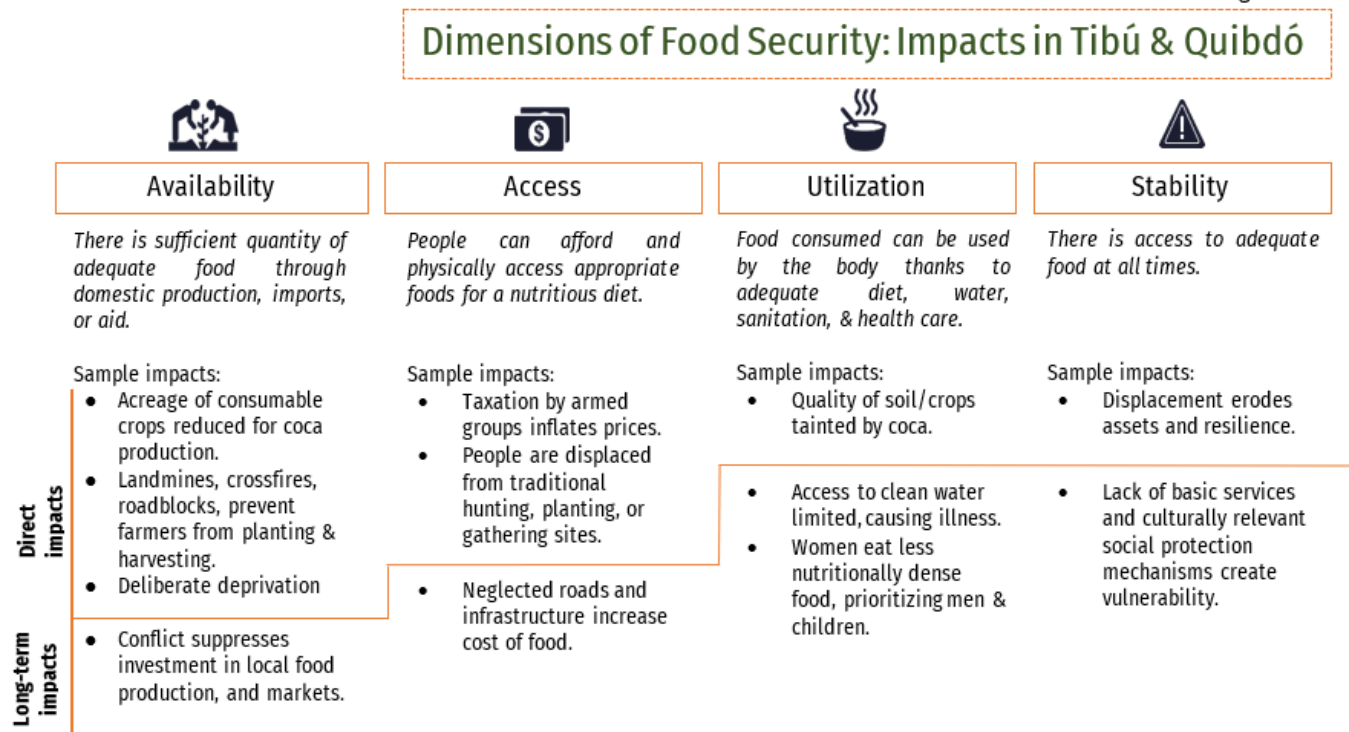 Dimensions of Food Security: Impacts in Tibú & Quibdó
Availability
There is sufficient quantity of
adequate food through
domestic production, imports,
or aid.
Sample impacts:
● Acreage of consumable
crops reduced for coca
production.
● Landmines, crossfires,
roadblocks, prevent
farmers from planting &
harvesting.
● Deliberate deprivation
● Conflict suppresses
investment in local food
production, and markets.
Access
People can afford and
physically access appropriate
foods for a nutritious diet.
Sample impacts:
● Taxation by armed
groups inflates prices.
● People are displaced
from traditional
hunting, planting, or
gathering sites.
● Neglected roads and
infrastructure increase
cost of food.
Utilization
Food consumed can be used
by the body thanks to
adequate diet, water,
sanitation, & health care.
Sample impacts:
● Quality of soil/crops
tainted by coca.
● Access to clean water
limited, causing illness.
● Women eat less
nutritionally dense
food, prioritizing men &
children.
Stability
There is access to adequate
food at all times.
Sample impacts:
● Displacement erodes
assets and resilience.
● Lack of basic services
and culturally relevant
social protection
mechanisms create
vulnerability.
Direct
impacts
Long-term
impacts